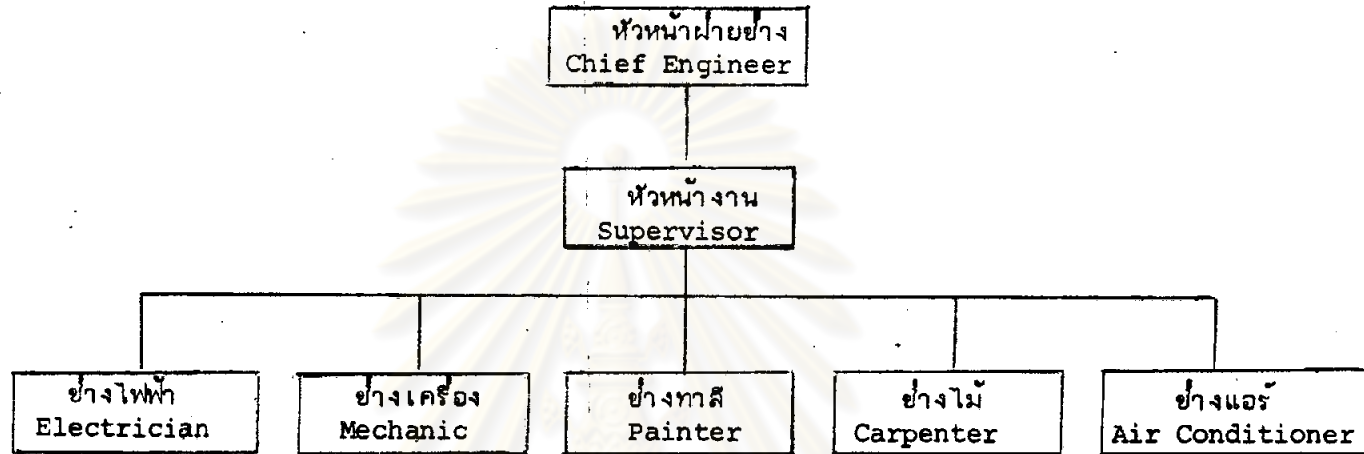 หัวหน้าฝ่ายช่าง
Chief Engineer
หัวหน้างาน
Supervisor
ช่างไฟฟ้า
Electrician
ช่างเครื่อง
Mechanic
ช่างทาสี
Painter
ช่างไม้
Carpenter
ช่างแอร์
Air Conditioner